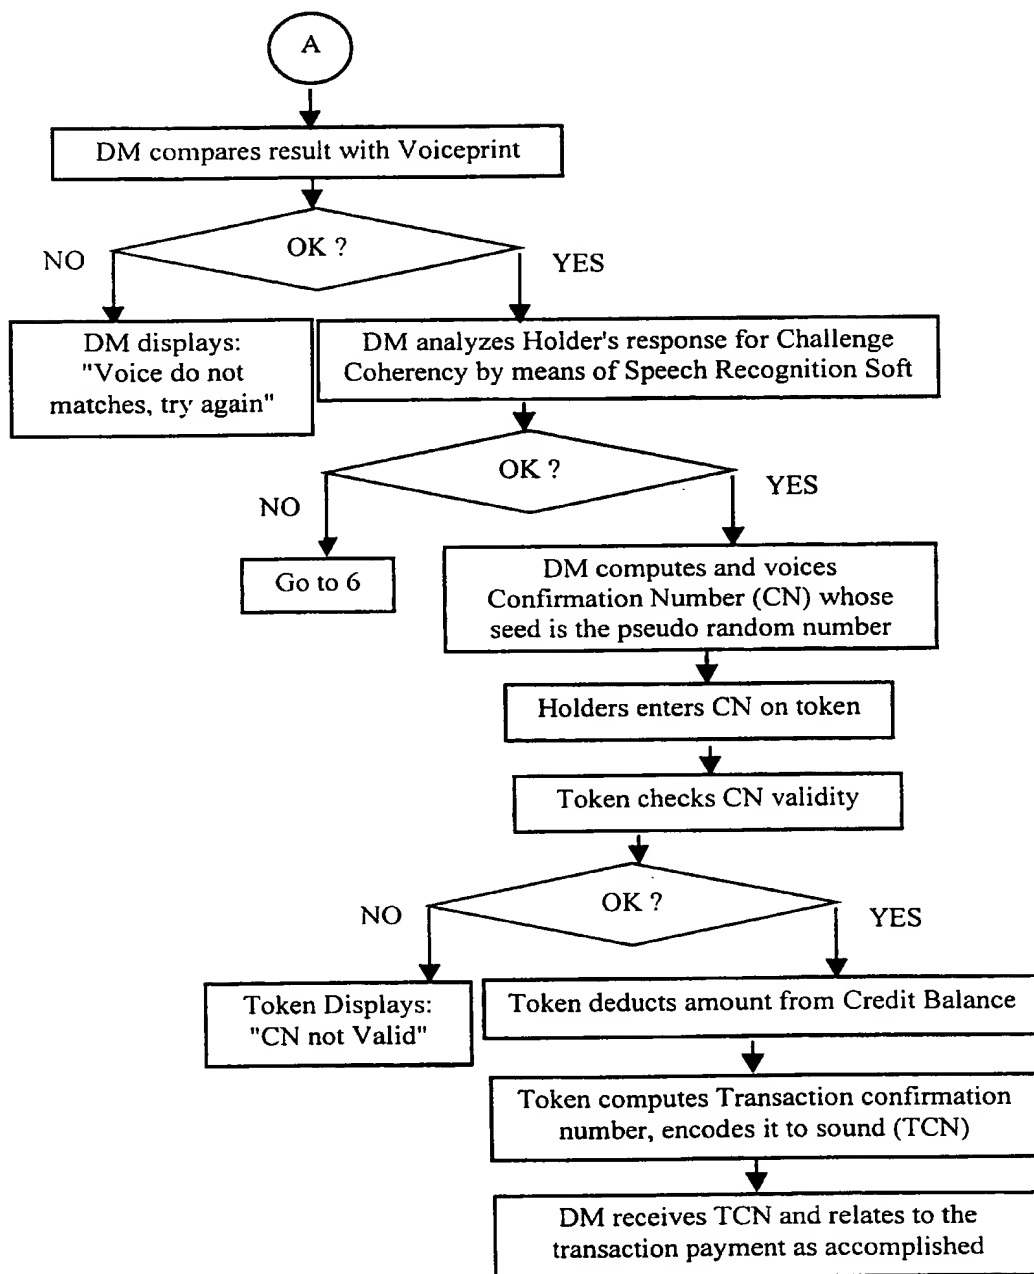 A
DM compares result with Voiceprint
OK ?
NO
YES
DM displays:
"Voice do not
matches, try again"
DM analyzes Holder's response for Challenge
Coherency by means of Speech Recognition Soft
OK ?
NO
YES
Go to 6
DM computes and voices
Confirmation Number (CN) whose
seed is the pseudo random number
Holders enters CN on token
Token checks CN validity
OK ?
NO
YES
Token Displays:
"CN not Valid"
Token deducts amount from Credit Balance
Token computes Transaction confirmation
number, encodes it to sound (TCN)
DM receives TCN and relates to the
transaction payment as accomplished